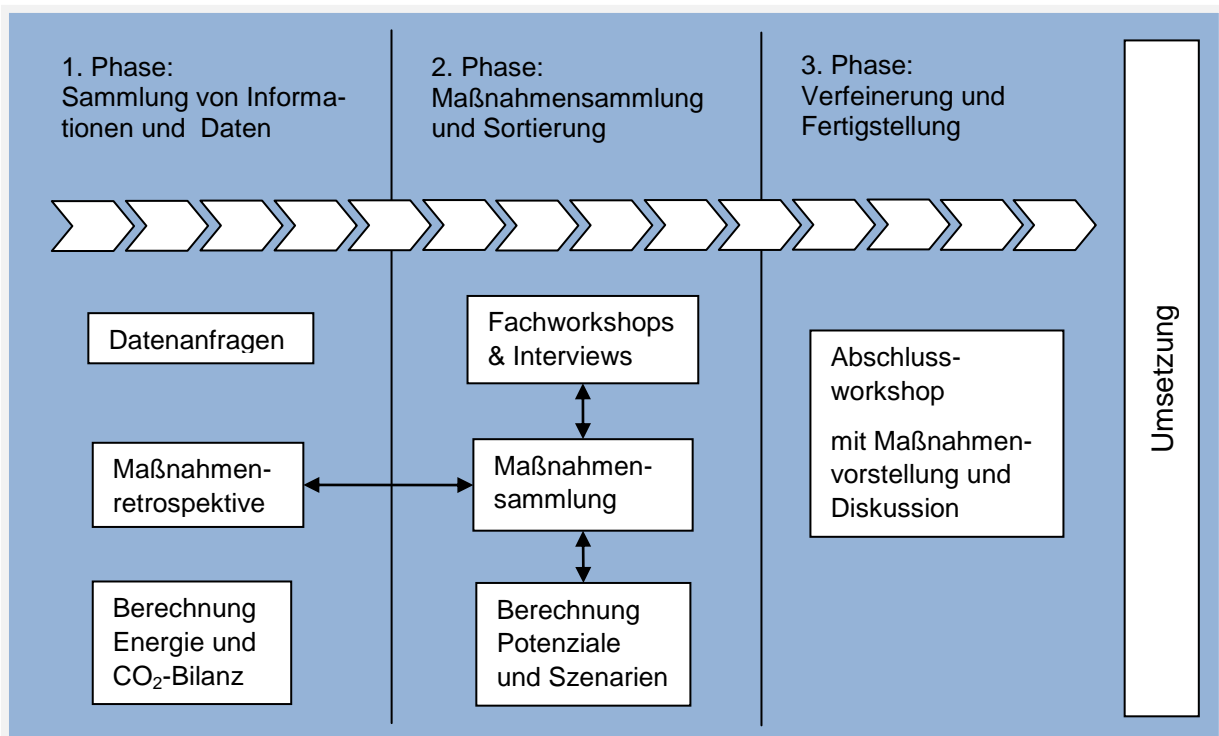 1. Phase:
Sammlung von Informa-
tionen und Daten
2. Phase:
Maßnahmensammlung
und Sortierung
3. Phase:
Verfeinerung und
Fertigstellung
Datenanfragen
Maßnahmen-
retrospektive
Berechnung
Energie und
CO₂-Bilanz
Fachworkshops
& Interviews
Maßnahmen-
sammlung
Berechnung
Potenziale
und Szenarien
Abschluss-
workshop
mit Maßnahmen-
vorstellung und
Diskussion
Umsetzung